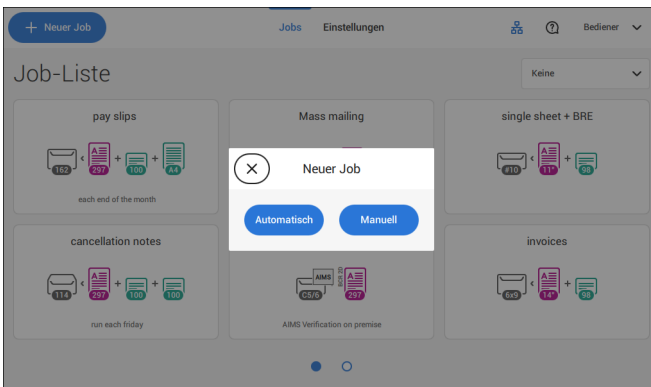 + Neuer Job
Jobs
Einstellungen
Bediener
Job-Liste
Keine
pay slips
162
A
297
+
100
+
A4
each end of the month
Mass mailing
single sheet + BRE
#10
A
11"
+
98
Neuer Job
Automatisch
Manuell
cancellation notes
114
A
297
+
100
+
100
run each friday
AIMS
C5/6
BCR 2D
A
297
AIMS Verification on premise
invoices
6x9
A
14"
+
98